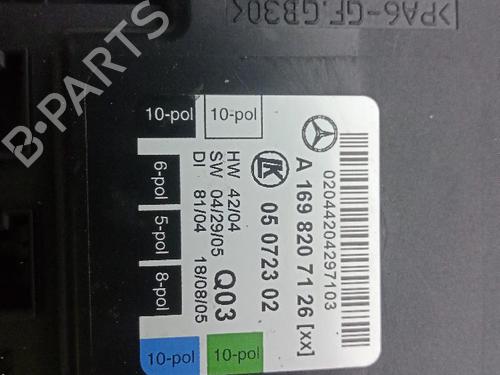 >PA6-GF.GB30<
B-PARTS
02044204297103
A 169 820 71 26 [xx]
LK 05 0723 02
HW 42/04
SW 04/29/05 Q03
DI 81/04 18/08/05
10-pol 10-pol
6-pol
5-pol
8-pol
10-pol 10-pol